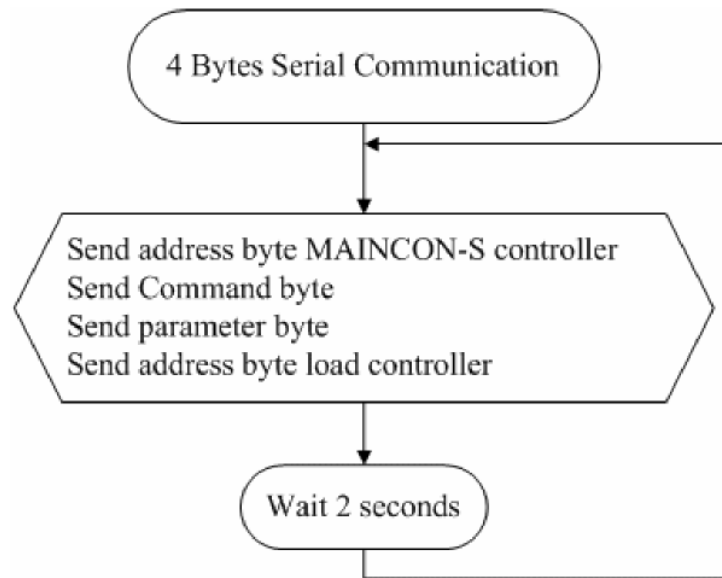 4 Bytes Serial Communication
Send address byte MAINCON-S controller
Send Command byte
Send parameter byte
Send address byte load controller
Wait 2 seconds